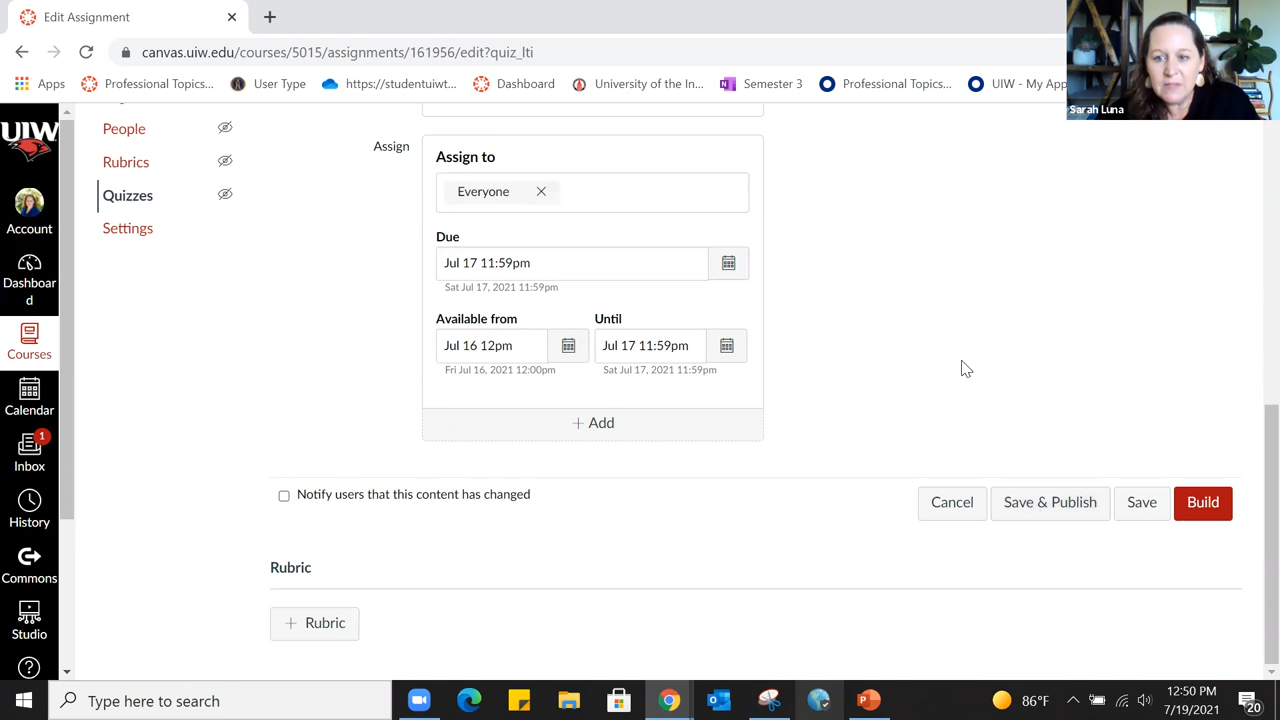 Edit Assignment
canvas.uiw.edu/courses/5015/assignments/161956/edit?quiz_lti
Apps
Professional Topics...
User Type
https://studentuiwt...
Dashbo
University of the In...
Semester 3
Professional Topics...
UIW - My App
Sarah Luna
UIW
Account
Dashboar
d
Courses
Calendar
1
Inbox
History
Commons
Studio
People
Rubrics
Quizzes
Settings
Assign
Assign to
Everyone
Due
Jul 17 11:59pm
Sat Jul 17, 2021 11:59pm
Available from
Until
Jul 16 12pm
Jul 17 11:59pm
Fri Jul 16, 2021 12:00pm
Sat Jul 17, 2021 11:59pm
+ Add
Notify users that this content has changed
Cancel
Save & Publish
Save
Build
Rubric
+ Rubric
Type here to search
86°F
12:50 PM
7/19/2021
20